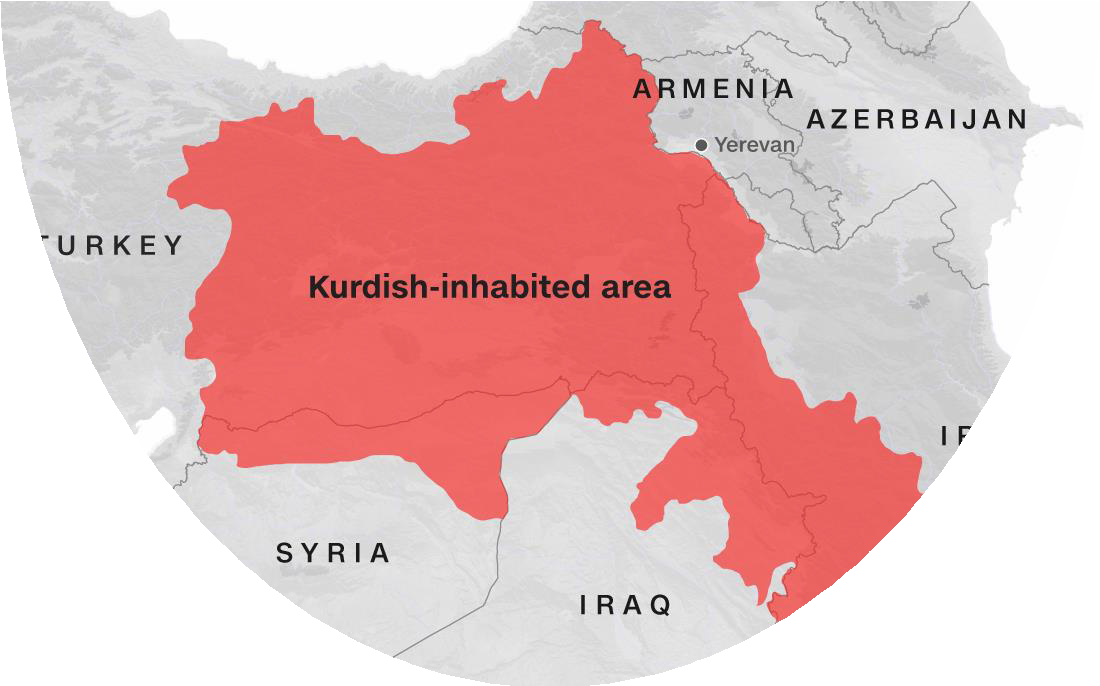 ARMENIA
AZERBAIJAN
Yerevan
TURKEY
Kurdish-inhabited area
SYRIA
IRAQ